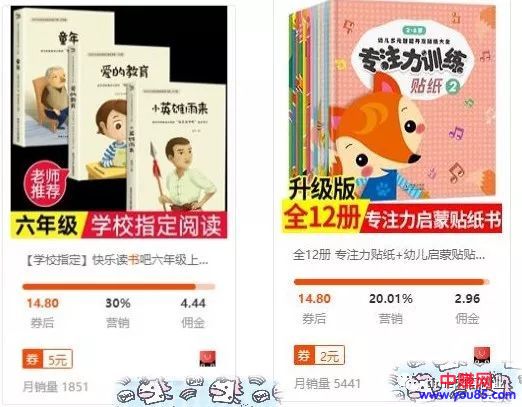 童年
爱的教育
小英雄雨来
老师
推荐
六年级
学校指定阅读
【学校指定】快乐读书吧六年级上...
14.80
30%
4.44
券后
营销
佣金
券
5元
月销量 1851
2-6岁
专注力训练
贴纸
2
升级版
全12册
专注力启蒙贴纸书
全12册 专注力贴纸+幼儿启蒙贴贴...
14.80
20.01%
2.96
券后
营销
佣金
券
2元
月销量 5441
中赚网
www.you85.com